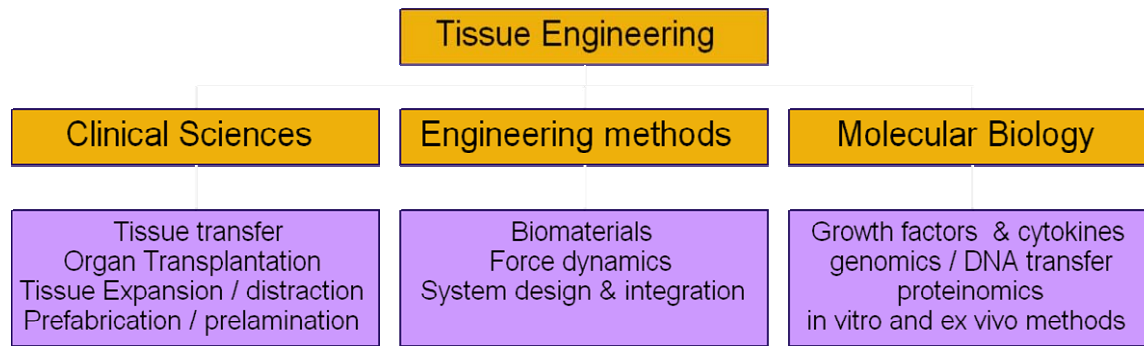 Tissue Engineering
Clinical Sciences
Engineering methods
Molecular Biology
Tissue transfer
Organ Transplantation
Tissue Expansion / distraction
Prefabrication / prelamination
Biomaterials
Force dynamics
System design & integration
Growth factors & cytokines
genomics / DNA transfer
proteinomics
in vitro and ex vivo methods